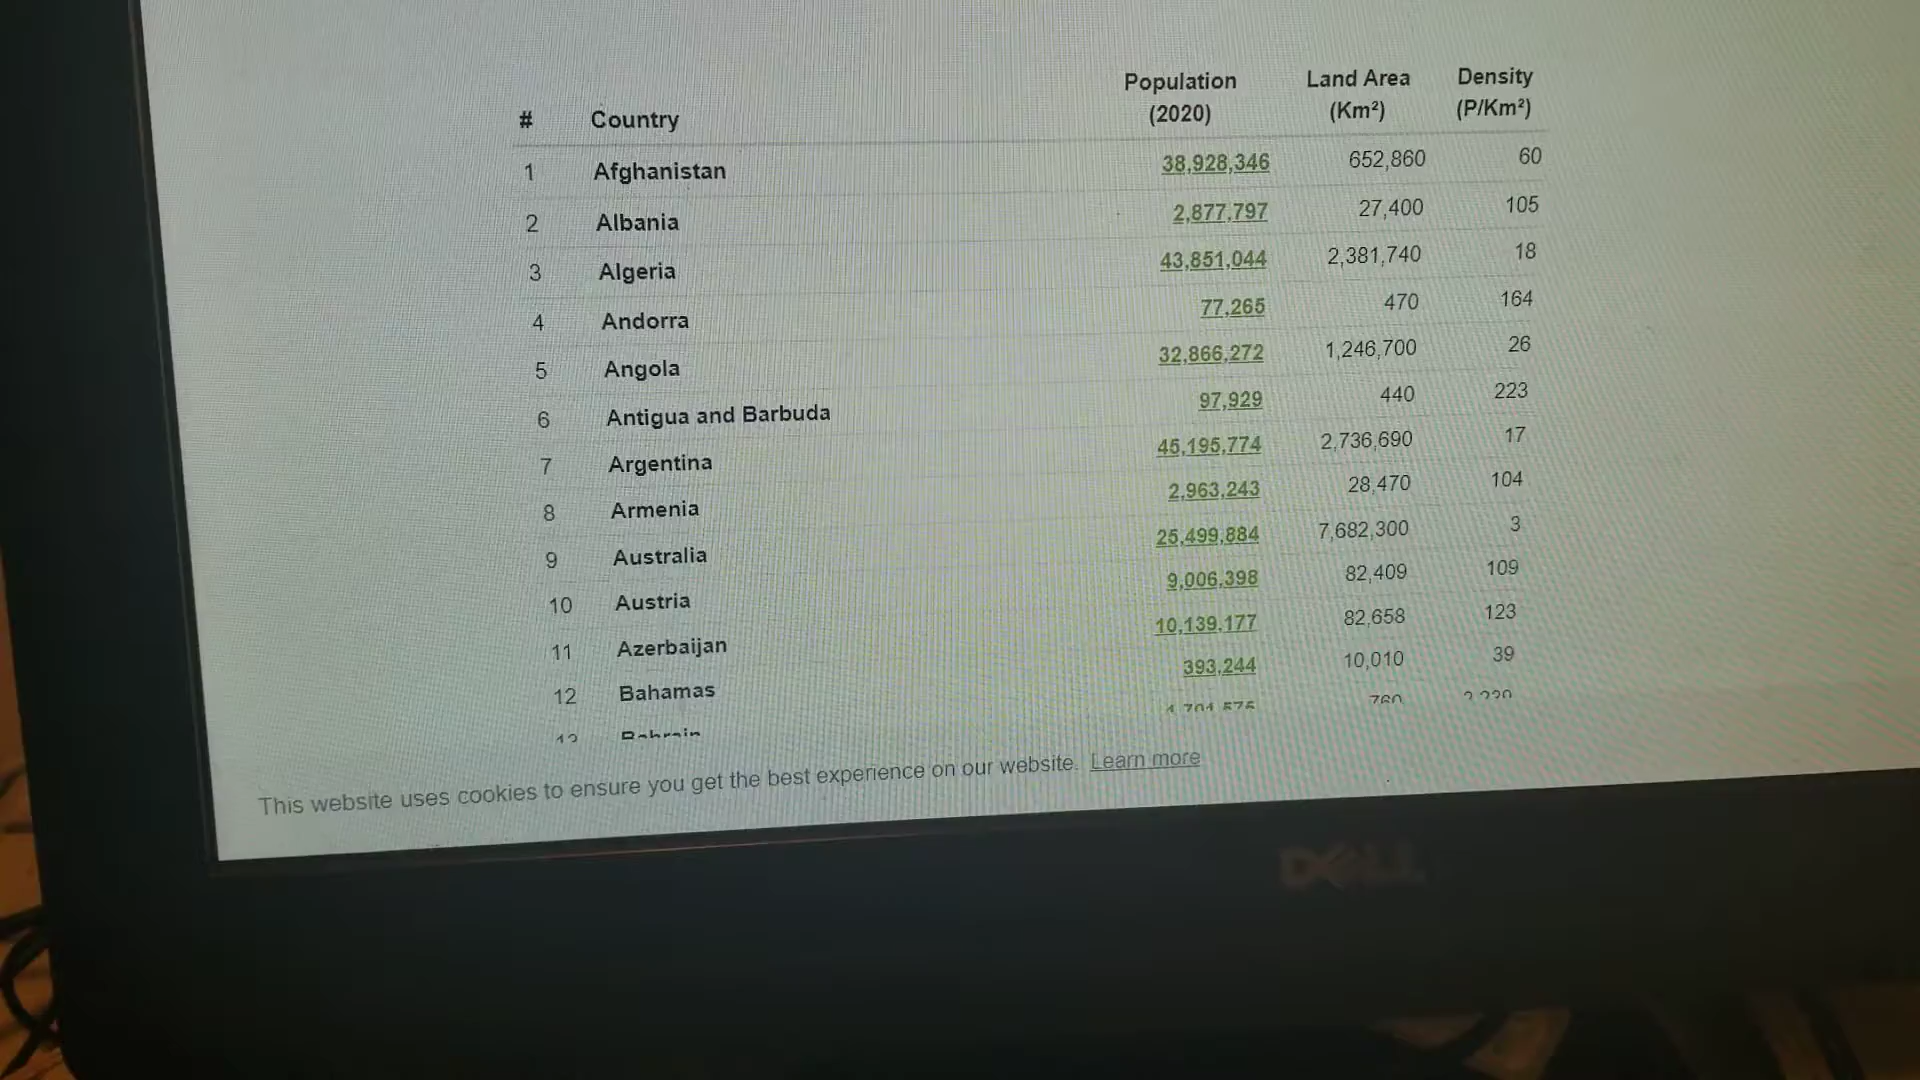 # Country Population (2020) Land Area (Km²) Density (P/Km²)
1 Afghanistan 38,928,346 652,860 60
2 Albania 2,877,797 27,400 105
3 Algeria 43,851,044 2,381,740 18
4 Andorra 77,265 470 164
5 Angola 32,866,272 1,246,700 26
6 Antigua and Barbuda 97,929 440 223
7 Argentina 45,195,774 2,736,690 17
8 Armenia 2,963,243 28,470 104
9 Australia 25,499,884 7,682,300 3
10 Austria 9,006,398 82,409 109
11 Azerbaijan 10,139,177 82,658 123
12 Bahamas 393,244 10,010 39
13 Bahrain 760
This website uses cookies to ensure you get the best experience on our website. Learn more
DELL